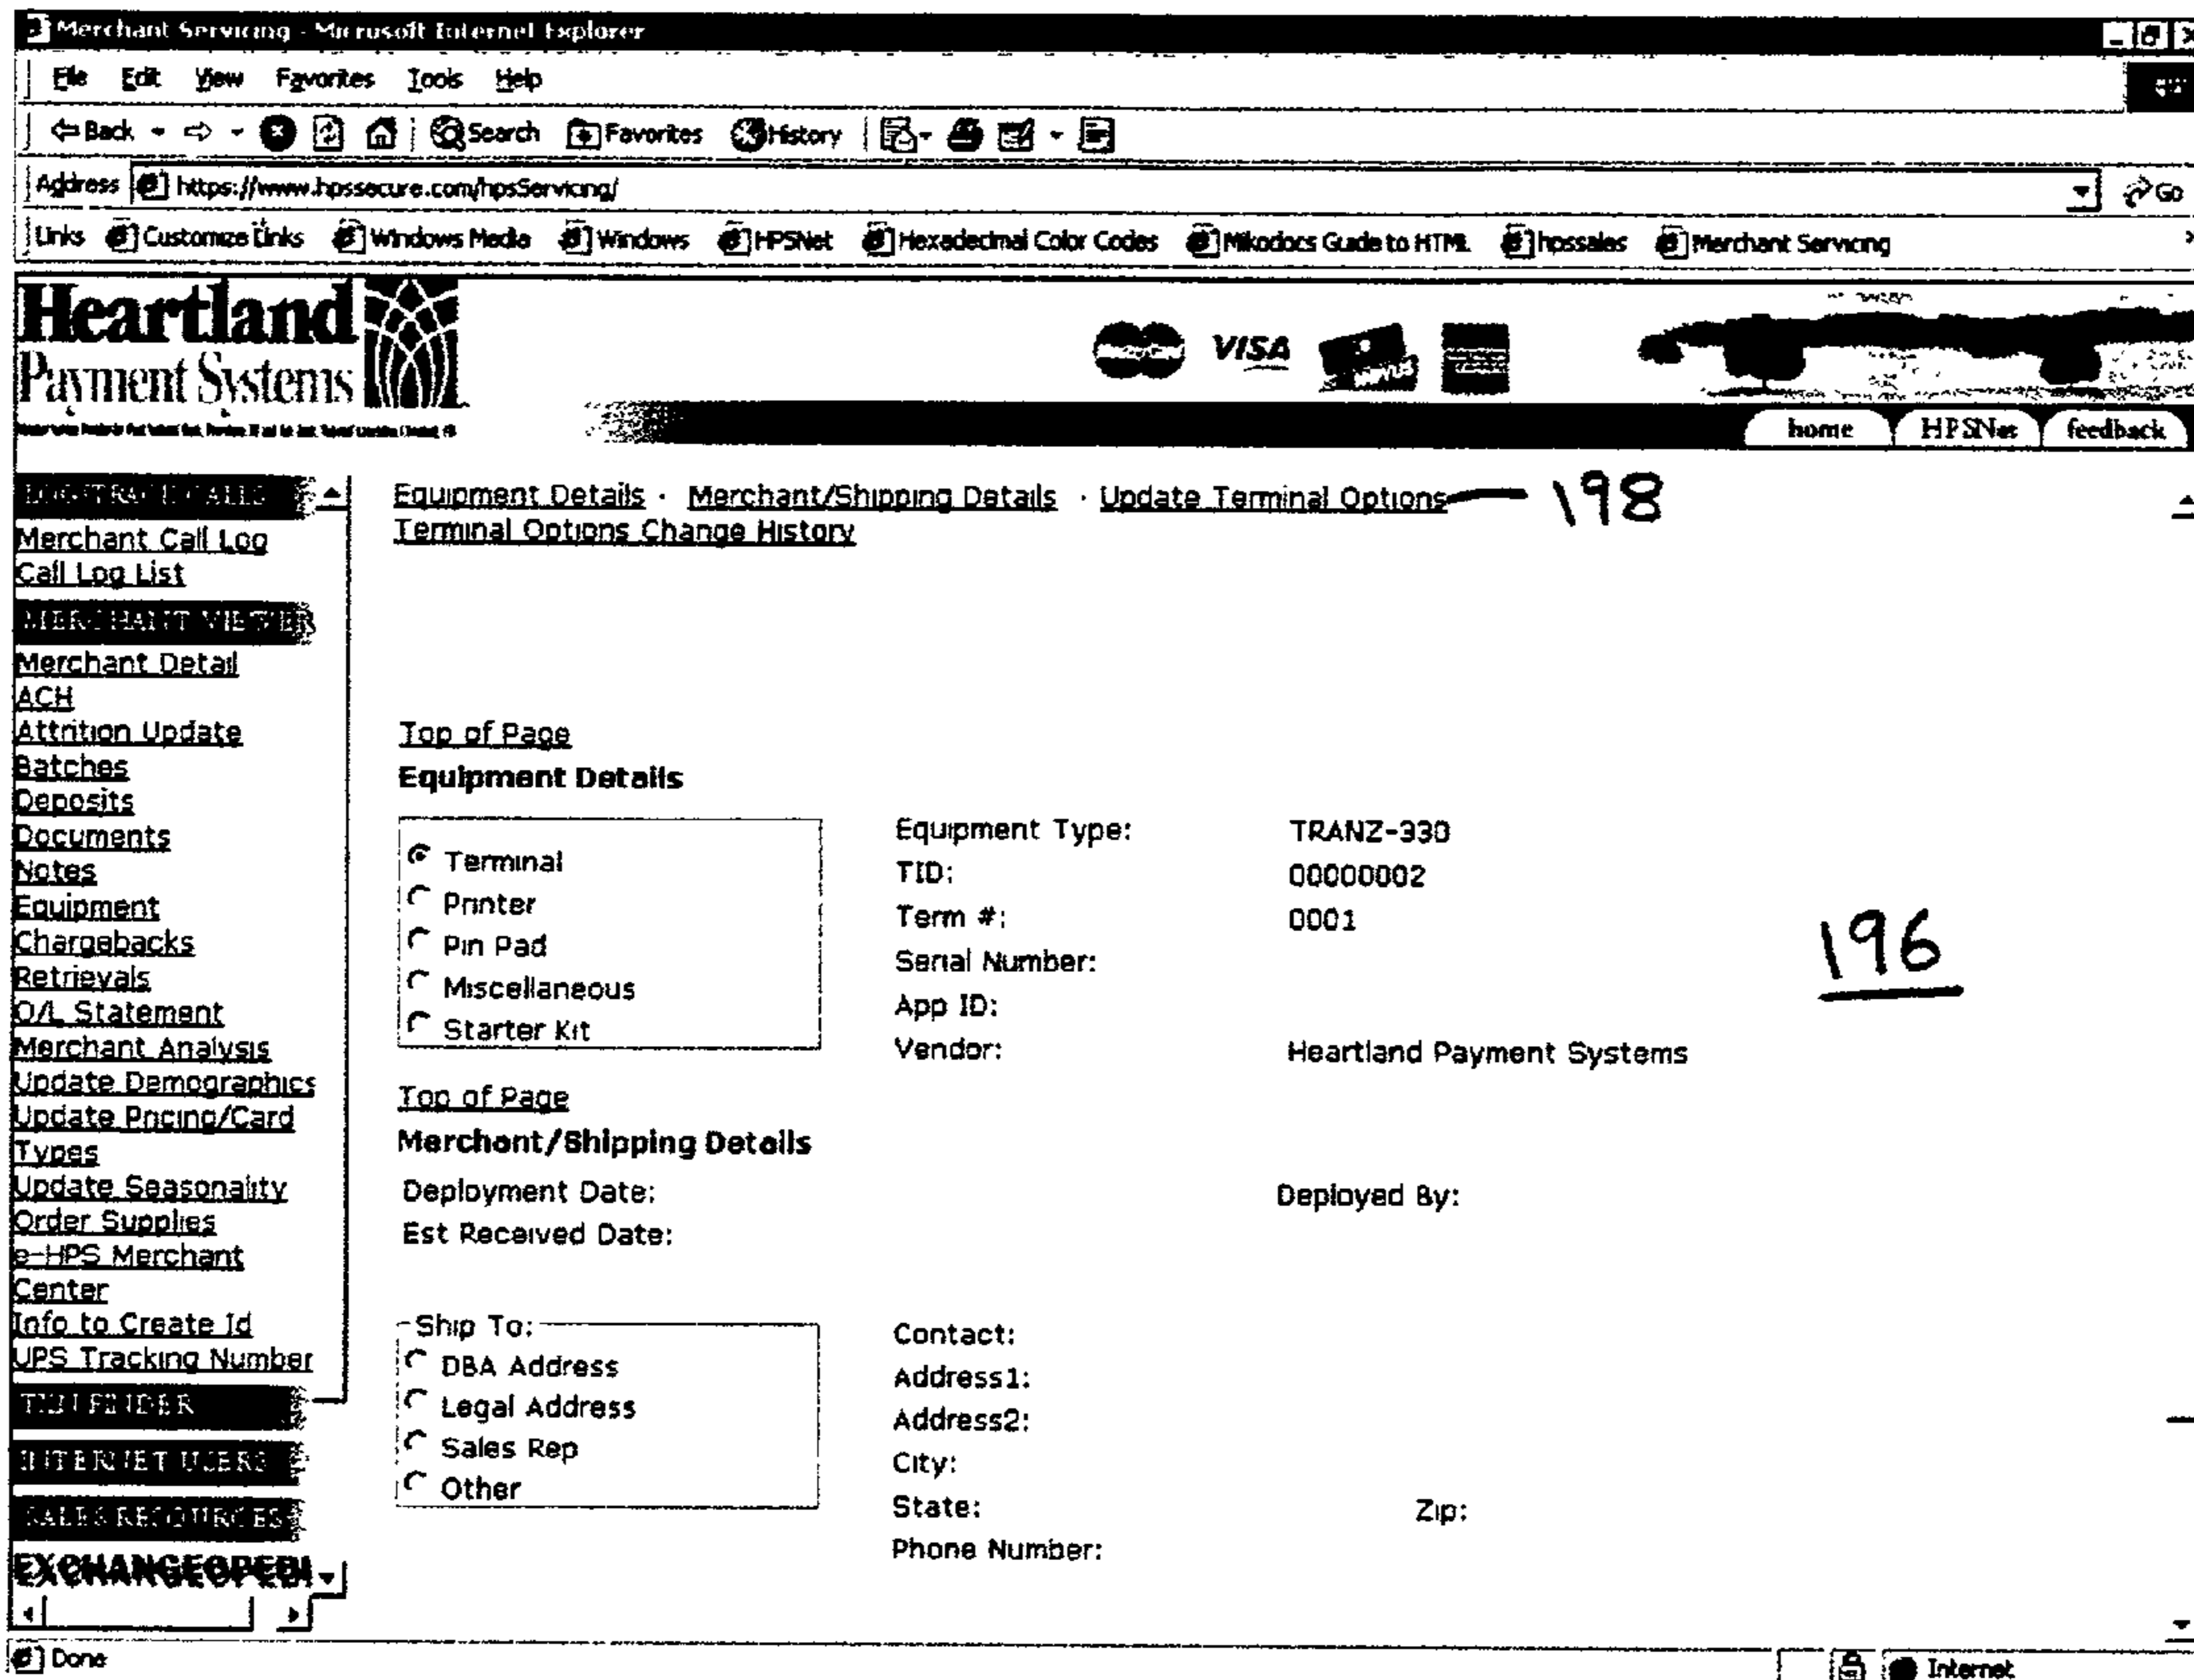 Merchant Servicing - Microsoft Internet Explorer
File Edit View Favorites Tools Help
Back Search Favorites History
Address https://www.hpssecure.com/hpsServicing/ Go
Links Customize Links Windows Media Windows HPSNet Hexadecimal Color Codes Mikodocs Guide to HTML hpssales Merchant Servicing
Heartland
Payment Systems
VISA
home HPSNet feedback
Merchant Call Log
Call Log List
MERCHANT VIEWER
Merchant Detail
ACH
Attrition Update
Batches
Deposits
Documents
Notes
Equipment
Chargebacks
Retrievals
O/L Statement
Merchant Analysis
Update Demographics
Update Pricing/Card
Types
Update Seasonality
Order Supplies
e-HPS Merchant
Center
Info to Create Id
UPS Tracking Number
INTERNET USERS
SALES RESOURCES
EXCHANGEOPEDI
Equipment Details · Merchant/Shipping Details · Update Terminal Options 198
Terminal Options Change History
Top of Page
Equipment Details
Terminal
Printer
Pin Pad
Miscellaneous
Starter Kit
Equipment Type: TRANZ-330
TID: 00000002
Term #: 0001
Serial Number:
App ID:
Vendor: Heartland Payment Systems
196
Top of Page
Merchant/Shipping Details
Deployment Date: Deployed By:
Est Received Date:
Ship To:
DBA Address
Legal Address
Sales Rep
Other
Contact:
Address1:
Address2:
City:
State: Zip:
Phone Number:
Done Internet